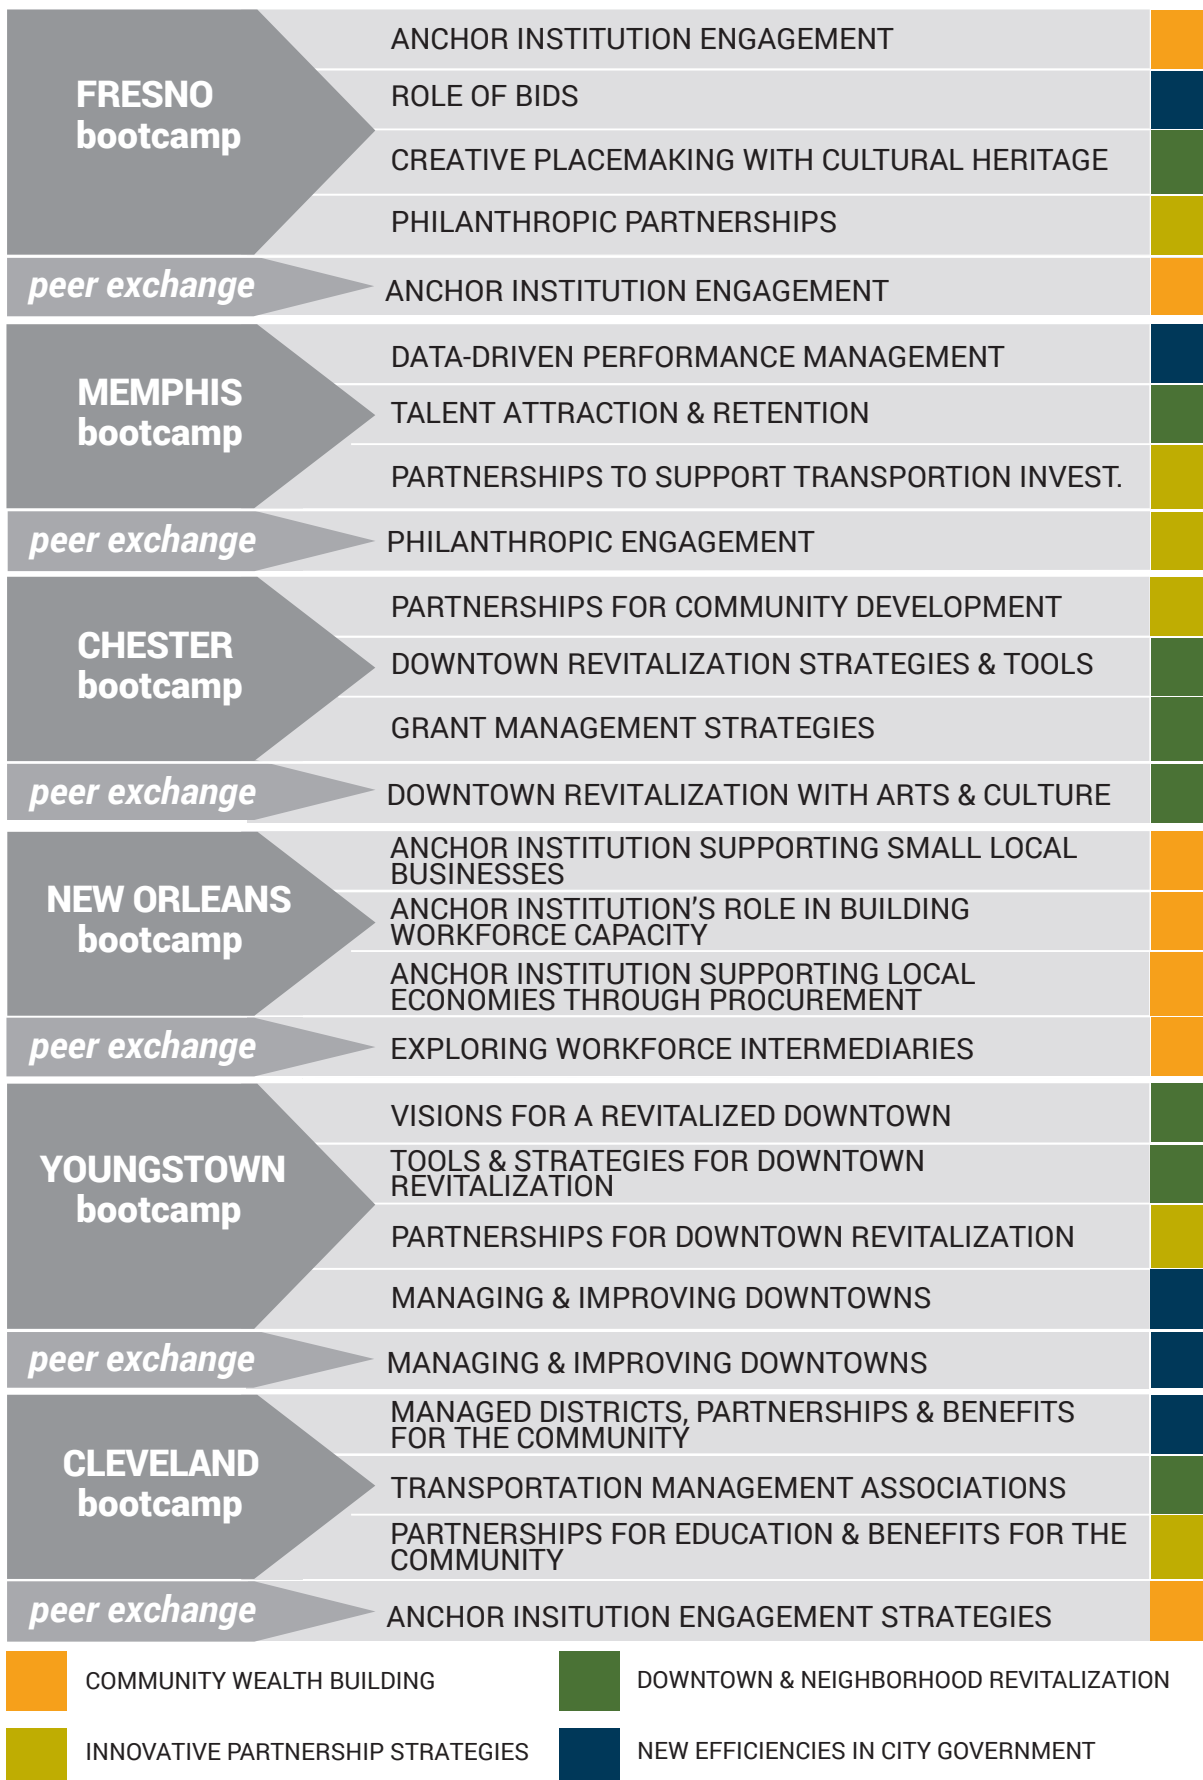 FRESNO
bootcamp
ANCHOR INSTITUTION ENGAGEMENT
ROLE OF BIDS
CREATIVE PLACEMAKING WITH CULTURAL HERITAGE
PHILANTHROPIC PARTNERSHIPS
peer exchange
ANCHOR INSTITUTION ENGAGEMENT
MEMPHIS
bootcamp
DATA-DRIVEN PERFORMANCE MANAGEMENT
TALENT ATTRACTION & RETENTION
PARTNERSHIPS TO SUPPORT TRANSPORTION INVEST.
peer exchange
PHILANTHROPIC ENGAGEMENT
CHESTER
bootcamp
PARTNERSHIPS FOR COMMUNITY DEVELOPMENT
DOWNTOWN REVITALIZATION STRATEGIES & TOOLS
GRANT MANAGEMENT STRATEGIES
peer exchange
DOWNTOWN REVITALIZATION WITH ARTS & CULTURE
NEW ORLEANS
bootcamp
ANCHOR INSTITUTION SUPPORTING SMALL LOCAL
BUSINESSES
ANCHOR INSTITUTION’S ROLE IN BUILDING
WORKFORCE CAPACITY
ANCHOR INSTITUTION SUPPORTING LOCAL
ECONOMIES THROUGH PROCUREMENT
peer exchange
EXPLORING WORKFORCE INTERMEDIARIES
YOUNGSTOWN
bootcamp
VISIONS FOR A REVITALIZED DOWNTOWN
TOOLS & STRATEGIES FOR DOWNTOWN
REVITALIZATION
PARTNERSHIPS FOR DOWNTOWN REVITALIZATION
MANAGING & IMPROVING DOWNTOWNS
peer exchange
MANAGING & IMPROVING DOWNTOWNS
CLEVELAND
bootcamp
MANAGED DISTRICTS, PARTNERSHIPS & BENEFITS
FOR THE COMMUNITY
TRANSPORTATION MANAGEMENT ASSOCIATIONS
PARTNERSHIPS FOR EDUCATION & BENEFITS FOR THE
COMMUNITY
peer exchange
ANCHOR INSITUTION ENGAGEMENT STRATEGIES
COMMUNITY WEALTH BUILDING
DOWNTOWN & NEIGHBORHOOD REVITALIZATION
INNOVATIVE PARTNERSHIP STRATEGIES
NEW EFFICIENCIES IN CITY GOVERNMENT